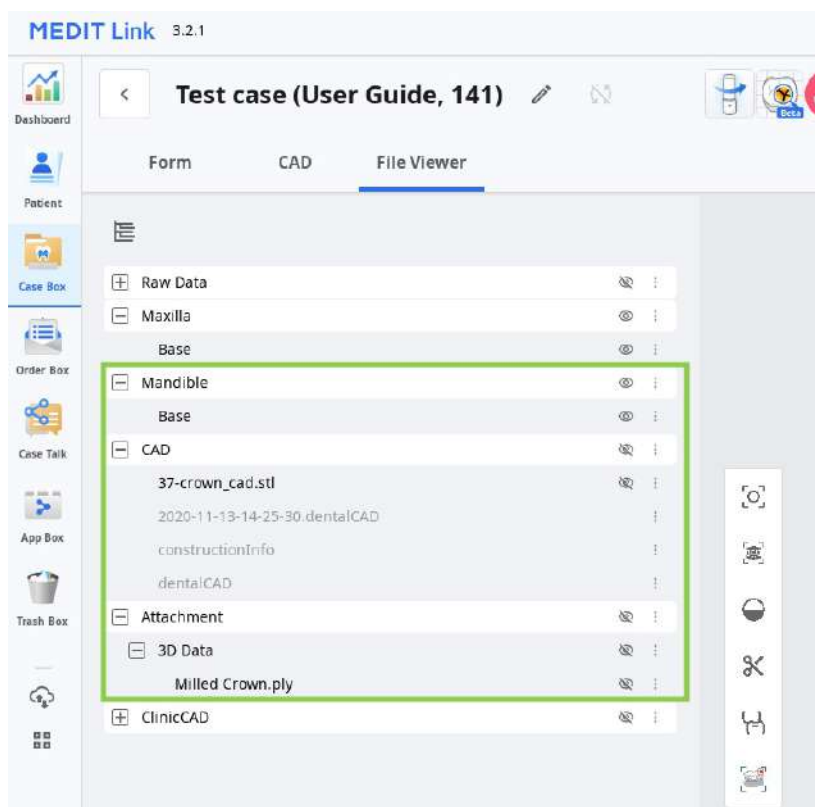 MEDIT Link 3.2.1
Dashboard
Patient
Case Box
Order Box
Case Talk
App Box
Trash Box
Test case (User Guide, 141)
Beta
Form CAD File Viewer
Raw Data
Maxilla
Base
Mandible
Base
CAD
37-crown_cad.stl
2020-11-13-14-25-30.dentalCAD
constructionInfo
dentalCAD
Attachment
3D Data
Milled Crown.ply
ClinicCAD